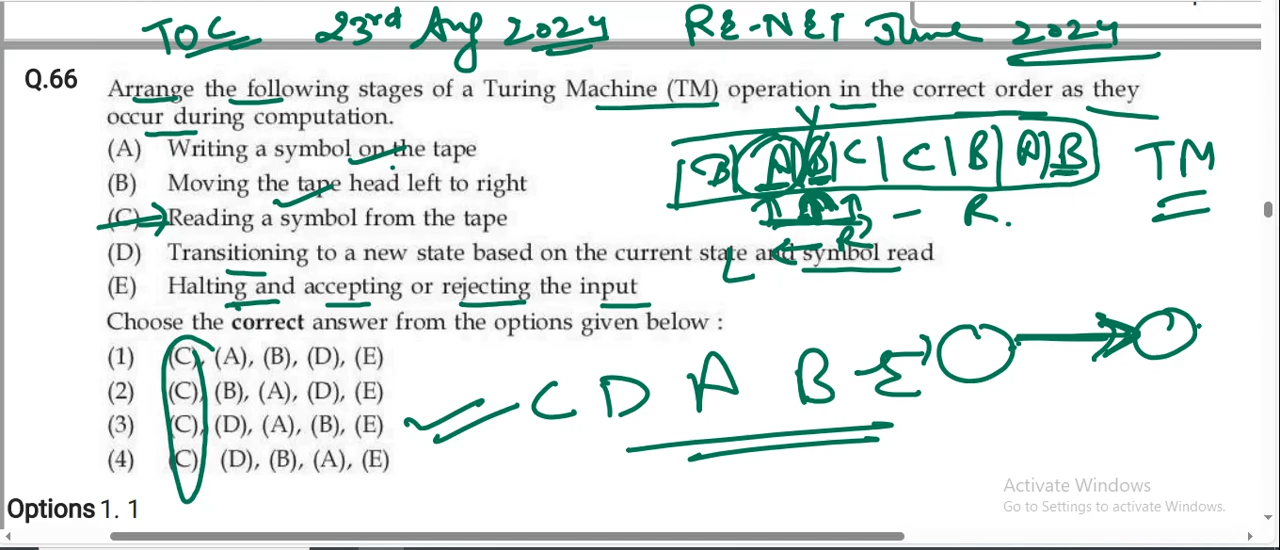 TOC 23rd Aug 2024 RE-NET June 2024
Q.66 Arrange the following stages of a Turing Machine (TM) operation in the correct order as they
occur during computation.
(A) Writing a symbol on the tape
B A B C C B A B TM
(B) Moving the tape head left to right
(C) Reading a symbol from the tape
R.
(D) Transitioning to a new state based on the current state and symbol read
L R
(E) Halting and accepting or rejecting the input
Choose the correct answer from the options given below :
(1) (C), (A), (B), (D), (E)
(2) (C), (B), (A), (D), (E)
(3) (C), (D), (A), (B), (E)
C D A B E
(4) (C) (D), (B), (A), (E)
Options 1. 1
Activate Windows
Go to Settings to activate Windows.